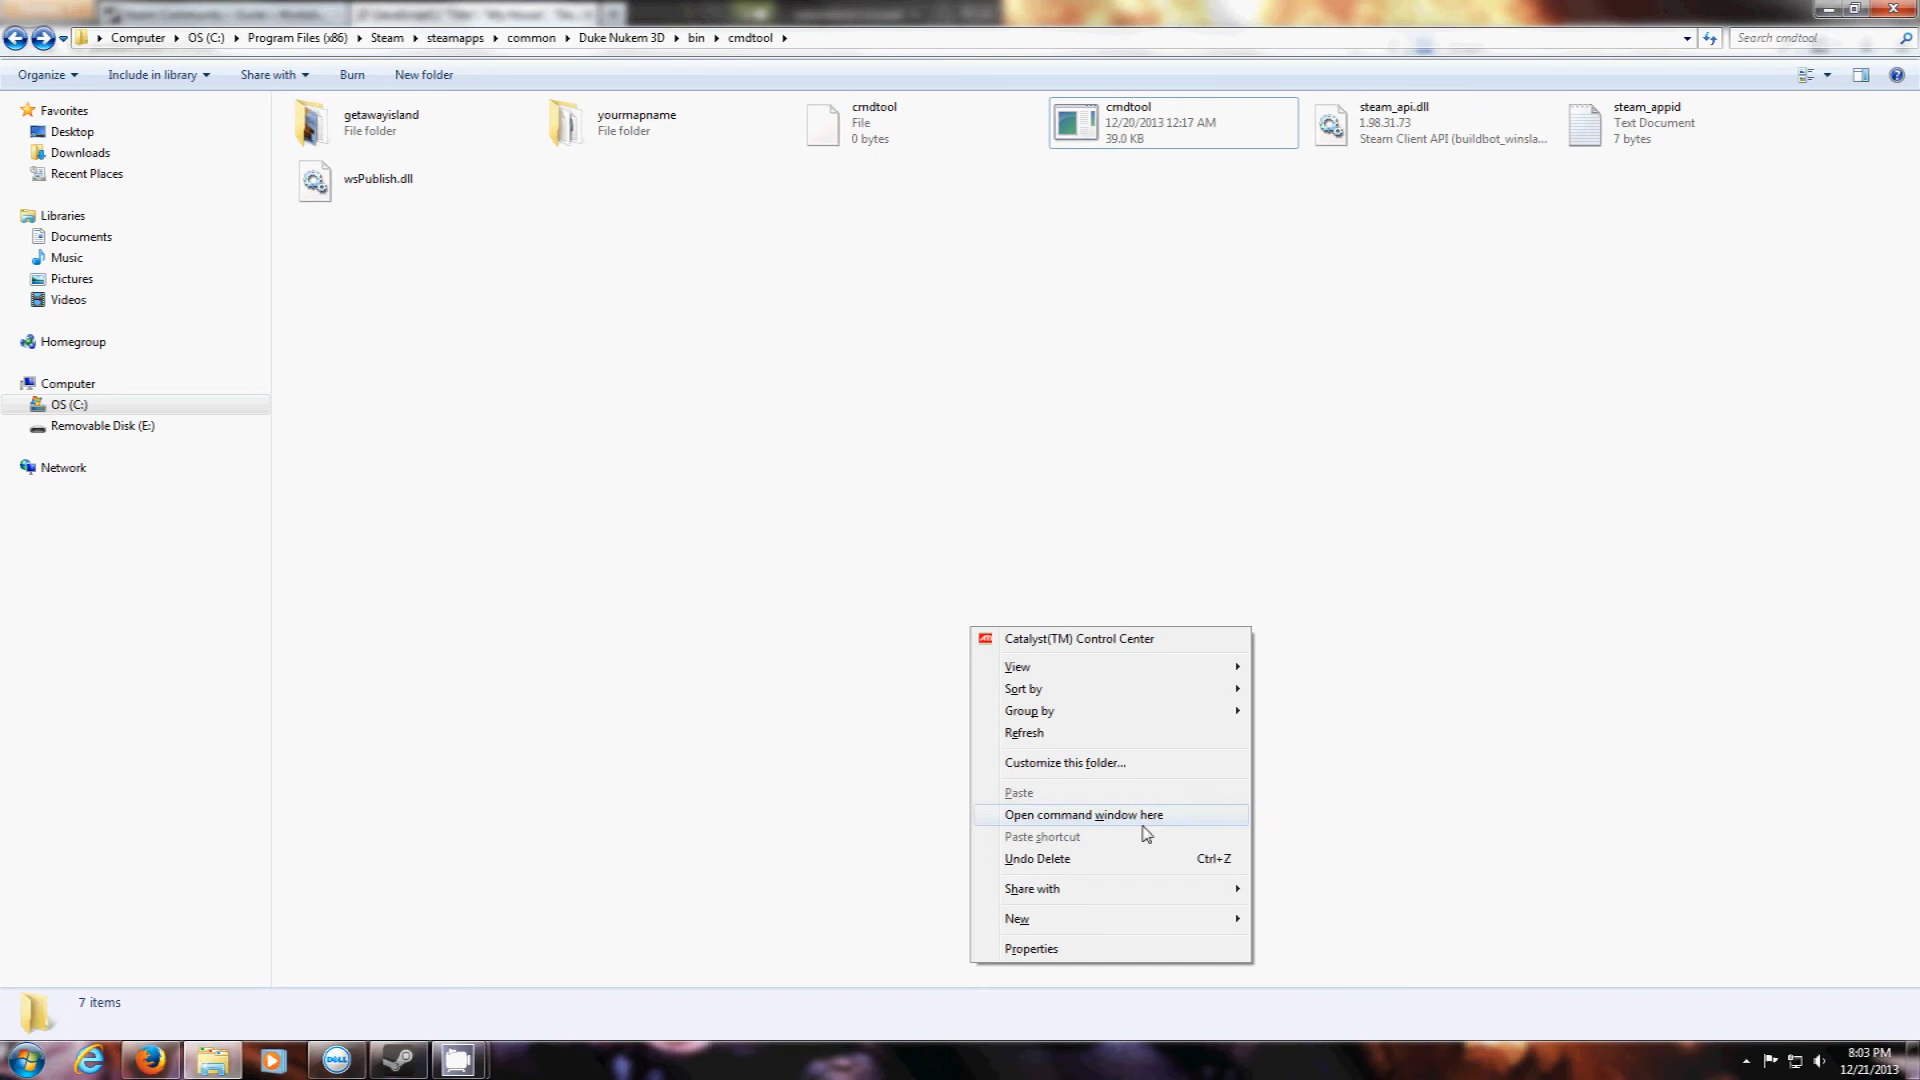 Computer OS (C:) Program Files (x86) Steam steamapps common Duke Nukem 3D bin cmdtool
Search cmdtool
Organize Include in library Share with Burn New folder
Favorites
Desktop
Downloads
Recent Places
Libraries
Documents
Music
Pictures
Videos
Homegroup
Computer
OS (C:)
Removable Disk (E:)
Network
getawayisland
File folder
yourmapname
File folder
cmdtool
File
0 bytes
cmdtool
12/20/2013 12:17 AM
39.0 KB
steam_api.dll
1.98.31.73
Steam Client API (buildbot_winsla...
steam_appid
Text Document
7 bytes
wsPublish.dll
Catalyst(TM) Control Center
View
Sort by
Group by
Refresh
Customize this folder...
Paste
Open command window here
Paste shortcut
Undo Delete Ctrl+Z
Share with
New
Properties
7 items
DELL
8:03 PM
12/21/2013